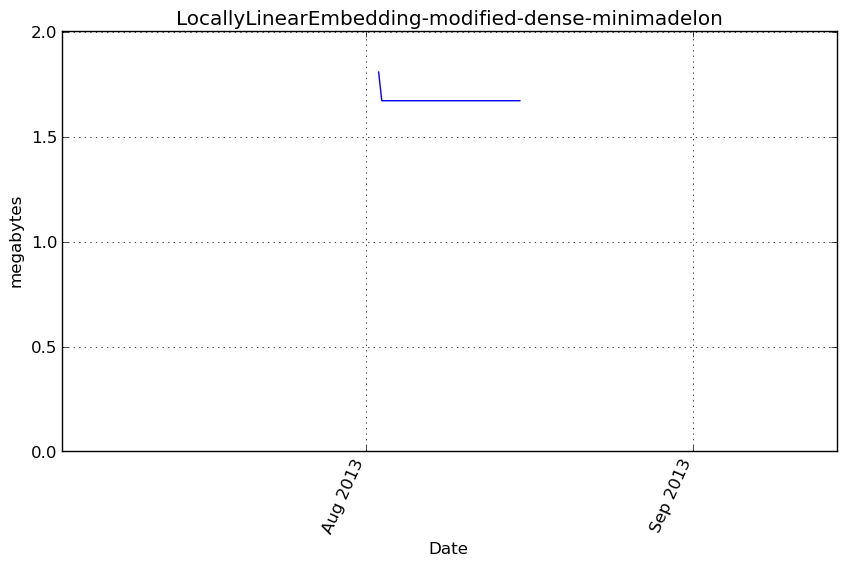 LocallyLinearEmbedding-modified-dense-minimadelon
2.0
1.5
1.0
0.5
0.0
megabytes
Aug 2013
Sep 2013
Date